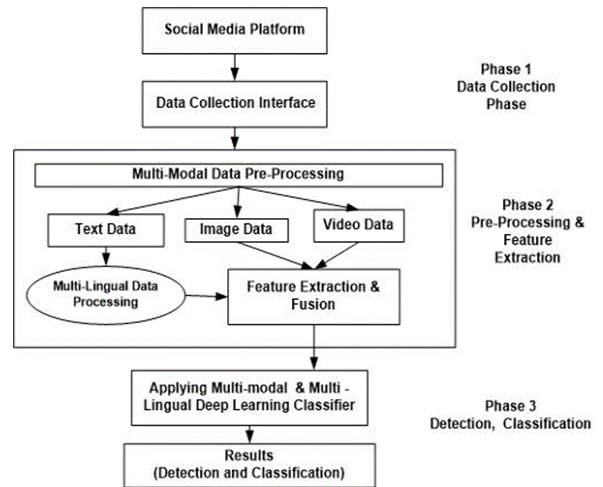 Social Media Platform
Phase 1
Data Collection
Phase
Data Collection Interface
Multi-Modal Data Pre-Processing
Text Data
Image Data
Video Data
Phase 2
Pre-Processing &
Feature
Extraction
Multi-Lingual Data
Processing
Feature Extraction &
Fusion
Applying Multi-modal & Multi -
Lingual Deep Learning Classifier
Phase 3
Detection, Classification
Results
(Detection and Classification)